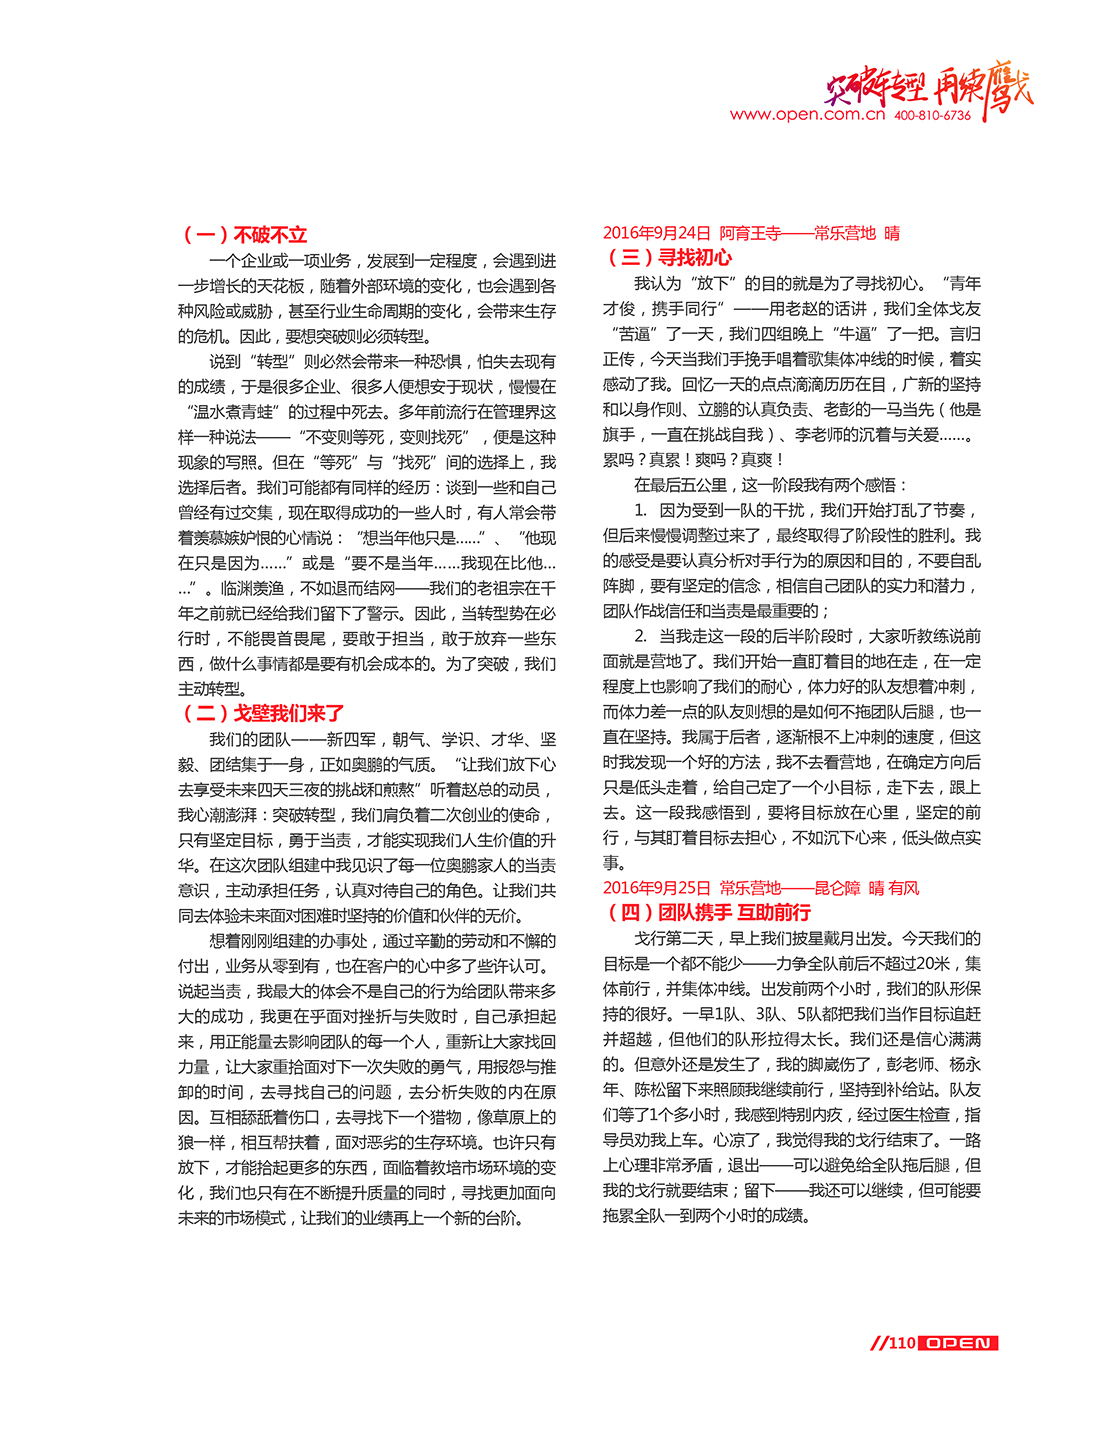 突破转型 再续鹰戈
www.open.com.cn 400-810-6736
（一）不破不立
一个企业或一项业务，发展到一定程度，会遇到进
一步增长的天花板，随着外部环境的变化，也会遇到各
种风险或威胁，甚至行业生命周期的变化，会带来生存
的危机。因此，要想突破则必须转型。
说到“转型”则必然会带来一种恐惧，怕失去现有
的成绩，于是很多企业、很多人便想安于现状，慢慢在
“温水煮青蛙”的过程中死去。多年前流行在管理界这
样一种说法——“不变则等死，变则找死”，便是这种
现象的写照。但在“等死”与“找死”间的选择上，我
选择后者。我们可能都有同样的经历：谈到一些和自己
曾经有过交集，现在取得成功的一些人时，有人常会带
着羡慕嫉妒恨的心情说：“想当年他只是……”、“他现
在只是因为……”或是“要不是当年……我现在比他…
…”。临渊羡渔，不如退而结网——我们的老祖宗在千
年之前就已经给我们留下了警示。因此，当转型势在必
行时，不能畏首畏尾，要敢于担当，敢于放弃一些东
西，做什么事情都是要有机会成本的。为了突破，我们
主动转型。
（二）戈壁我们来了
我们的团队——新四军，朝气、学识、才华、坚
毅、团结集于一身，正如奥鹏的气质。“让我们放下心
去享受未来四天三夜的挑战和煎熬”听着赵总的动员，
我心潮澎湃：突破转型，我们肩负着二次创业的使命，
只有坚定目标，勇于当责，才能实现我们人生价值的升
华。在这次团队组建中我见识了每一位奥鹏家人的当责
意识，主动承担任务，认真对待自己的角色。让我们共
同去体验未来面对困难时坚持的价值和伙伴的无价。
想着刚刚组建的办事处，通过辛勤的劳动和不懈的
付出，业务从零到有，也在客户的心中多了些许认可。
说起当责，我最大的体会不是自己的行为给团队带来多
大的成功，我更在乎面对挫折与失败时，自己承担起
来，用正能量去影响团队的每一个人，重新让大家找回
力量，让大家重拾面对下一次失败的勇气，用报怨与推
卸的时间，去寻找自己的问题，去分析失败的内在原
因。互相舔舐着伤口，去寻找下一个猎物，像草原上的
狼一样，相互帮扶着，面对恶劣的生存环境。也许只有
放下，才能拾起更多的东西，面临着教培市场环境的变
化，我们也只有在不断提升质量的同时，寻找更加面向
未来的市场模式，让我们的业绩再上一个新的台阶。
2016年9月24日 阿育王寺——常乐营地 晴
（三）寻找初心
我认为“放下”的目的就是为了寻找初心。“青年
才俊，携手同行”——用老赵的话讲，我们全体戈友
“苦逼”了一天，我们四组晚上“牛逼”了一把。言归
正传，今天当我们手挽手唱着歌集体冲线的时候，着实
感动了我。回忆一天的点点滴滴历历在目，广新的坚持
和以身作则、立鹏的认真负责、老彭的一马当先（他是
旗手，一直在挑战自我）、李老师的沉着与关爱……。
累吗？真累！爽吗？真爽！
在最后五公里，这一阶段我有两个感悟：
1. 因为受到一队的干扰，我们开始打乱了节奏，
但后来慢慢调整过来了，最终取得了阶段性的胜利。我
的感受是要认真分析对手行为的原因和目的，不要自乱
阵脚，要有坚定的信念，相信自己团队的实力和潜力，
团队作战信任和当责是最重要的；
2. 当我走这一段的后半阶段时，大家听教练说前
面就是营地了。我们开始一直盯着目的地在走，在一定
程度上也影响了我们的耐心，体力好的队友想着冲刺，
而体力差一点的队友则想的是如何不拖团队后腿，也一
直在坚持。我属于后者，逐渐根不上冲刺的速度，但这
时我发现一个好的方法，我不去看营地，在确定方向后
只是低头走着，给自己定了一个小目标，走下去，跟上
去。这一段我感悟到，要将目标放在心里，坚定的前
行，与其盯着目标去担心，不如沉下心来，低头做点实
事。
2016年9月25日 常乐营地——昆仑障 晴 有风
（四）团队携手 互助前行
戈行第二天，早上我们披星戴月出发。今天我们的
目标是一个都不能少——力争全队前后不超过20米，集
体前行，并集体冲线。出发前两个小时，我们的队形保
持的很好。一早1队、3队、5队都把我们当作目标追赶
并超越，但他们的队形拉得太长。我们还是信心满满
的。但意外还是发生了，我的脚崴伤了，彭老师、杨永
年、陈松留下来照顾我继续前行，坚持到补给站。队友
们等了1个多小时，我感到特别内疚，经过医生检查，指
导员劝我上车。心凉了，我觉得我的戈行结束了。一路
上心理非常矛盾，退出——可以避免给全队拖后腿，但
我的戈行就要结束；留下——我还可以继续，但可能要
拖累全队一到两个小时的成绩。
//110 OPEN